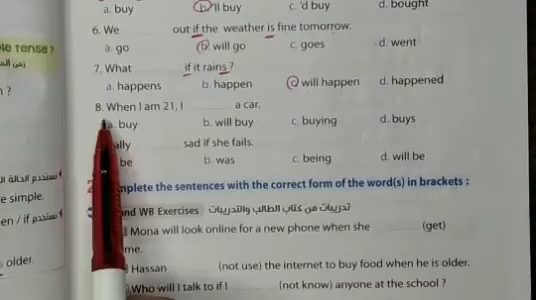 a. buy b. 'll buy c. 'd buy d. bought
6. We out if the weather is fine tomorrow.
a. go b. will go c. goes d. went
7. What if it rains ?
a. happens b. happen c. will happen d. happened
8. When I am 21, I a car.
a. buy b. will buy c. buying d. buys
ally sad if she fails.
be b. was c. being d. will be
mplete the sentences with the correct form of the word(s) in brackets :
and WB Exercises تدريبات من كتاب الطالب والتدريبات
Mona will look online for a new phone when she (get)
me.
Hassan (not use) the internet to buy food when he is older.
Who will I talk to if I (not know) anyone at the school ?
le tense ?
e simple.
en / if
older.